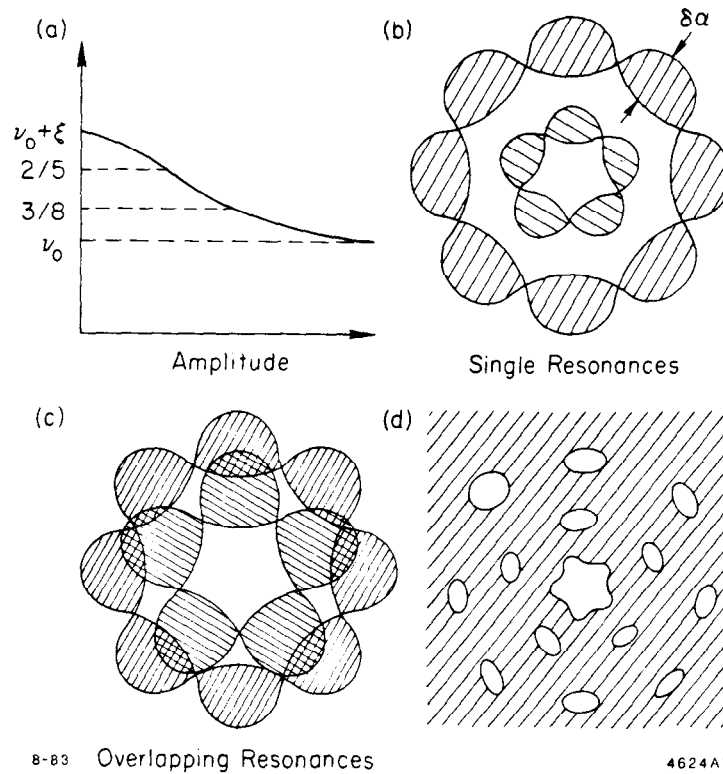 (a)
ν₀+ξ
2/5
3/8
ν₀
Amplitude
(b)
δα
Single Resonances
(c)
(d)
8-83 Overlapping Resonances 4624A